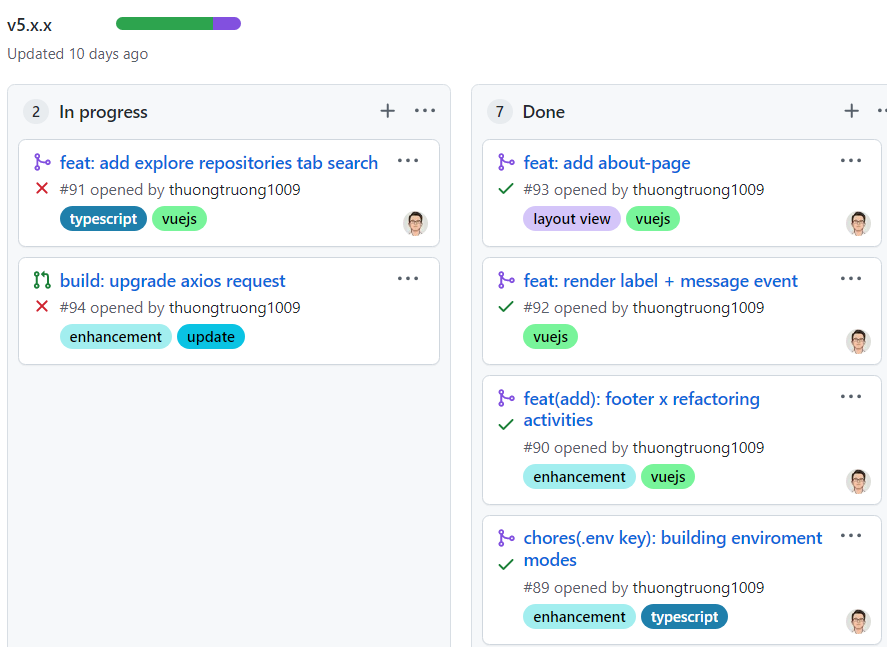 v5.x.x
Updated 10 days ago
2 In progress
feat: add explore repositories tab search
#91 opened by thuongtruong1009
typescript vuejs
build: upgrade axios request
#94 opened by thuongtruong1009
enhancement update
7 Done
feat: add about-page
#93 opened by thuongtruong1009
layout view vuejs
feat: render label + message event
#92 opened by thuongtruong1009
vuejs
feat(add): footer x refactoring
activities
#90 opened by thuongtruong1009
enhancement vuejs
chores(.env key): building enviroment
modes
#89 opened by thuongtruong1009
enhancement typescript